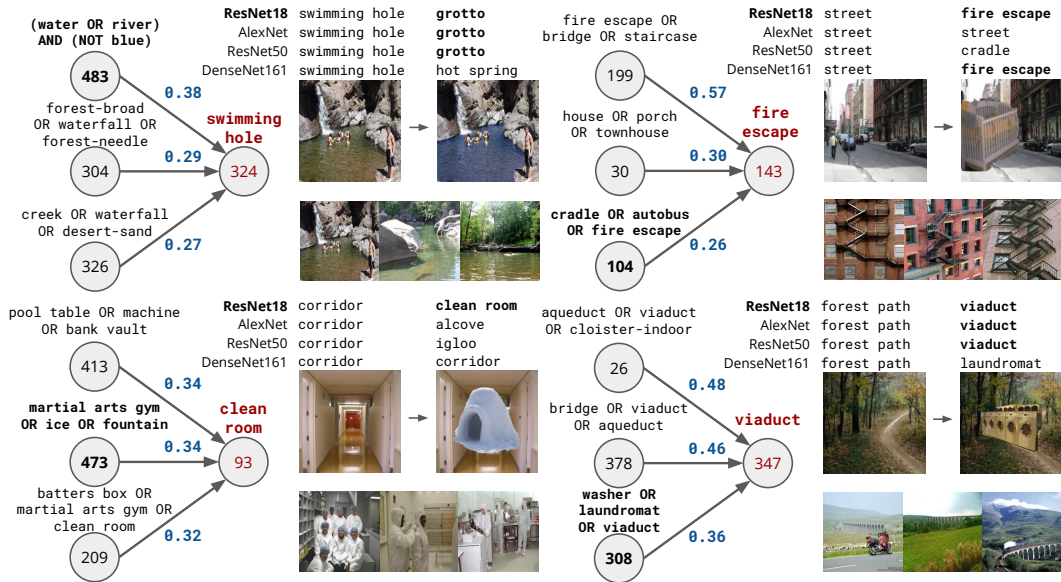 (water OR river)
AND (NOT blue)
483
0.38
forest-broad
OR waterfall OR
forest-needle
304
0.29
creek OR waterfall
OR desert-sand
326
0.27
swimming
hole
324
ResNet18 swimming hole grotto
AlexNet swimming hole grotto
ResNet50 swimming hole grotto
DenseNet161 swimming hole hot spring
fire escape OR
bridge OR staircase
199
0.57
house OR porch
OR townhouse
30
0.30
cradle OR autobus
OR fire escape
104
0.26
fire
escape
143
ResNet18 street fire escape
AlexNet street street
ResNet50 street cradle
DenseNet161 street fire escape
pool table OR machine
OR bank vault
413
0.34
martial arts gym
OR ice OR fountain
473
0.34
batters box OR
martial arts gym OR
clean room
209
0.32
clean
room
93
ResNet18 corridor clean room
AlexNet corridor alcove
ResNet50 corridor igloo
DenseNet161 corridor corridor
aqueduct OR viaduct
OR cloister-indoor
26
0.48
bridge OR viaduct
OR aqueduct
378
0.46
washer OR
laundromat
OR viaduct
308
0.36
viaduct
347
ResNet18 forest path viaduct
AlexNet forest path viaduct
ResNet50 forest path viaduct
DenseNet161 forest path laundromat